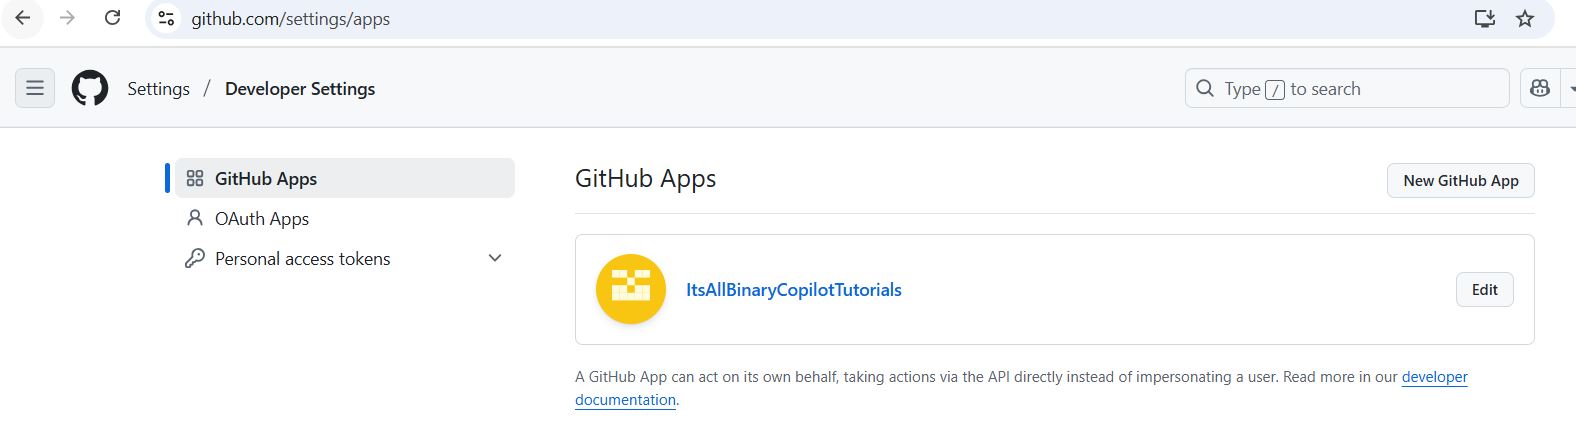 github.com/settings/apps
Settings / Developer Settings
Type / to search
GitHub Apps
OAuth Apps
Personal access tokens
GitHub Apps
New GitHub App
ItsAllBinaryCopilotTutorials
Edit
A GitHub App can act on its own behalf, taking actions via the API directly instead of impersonating a user. Read more in our developer
documentation.